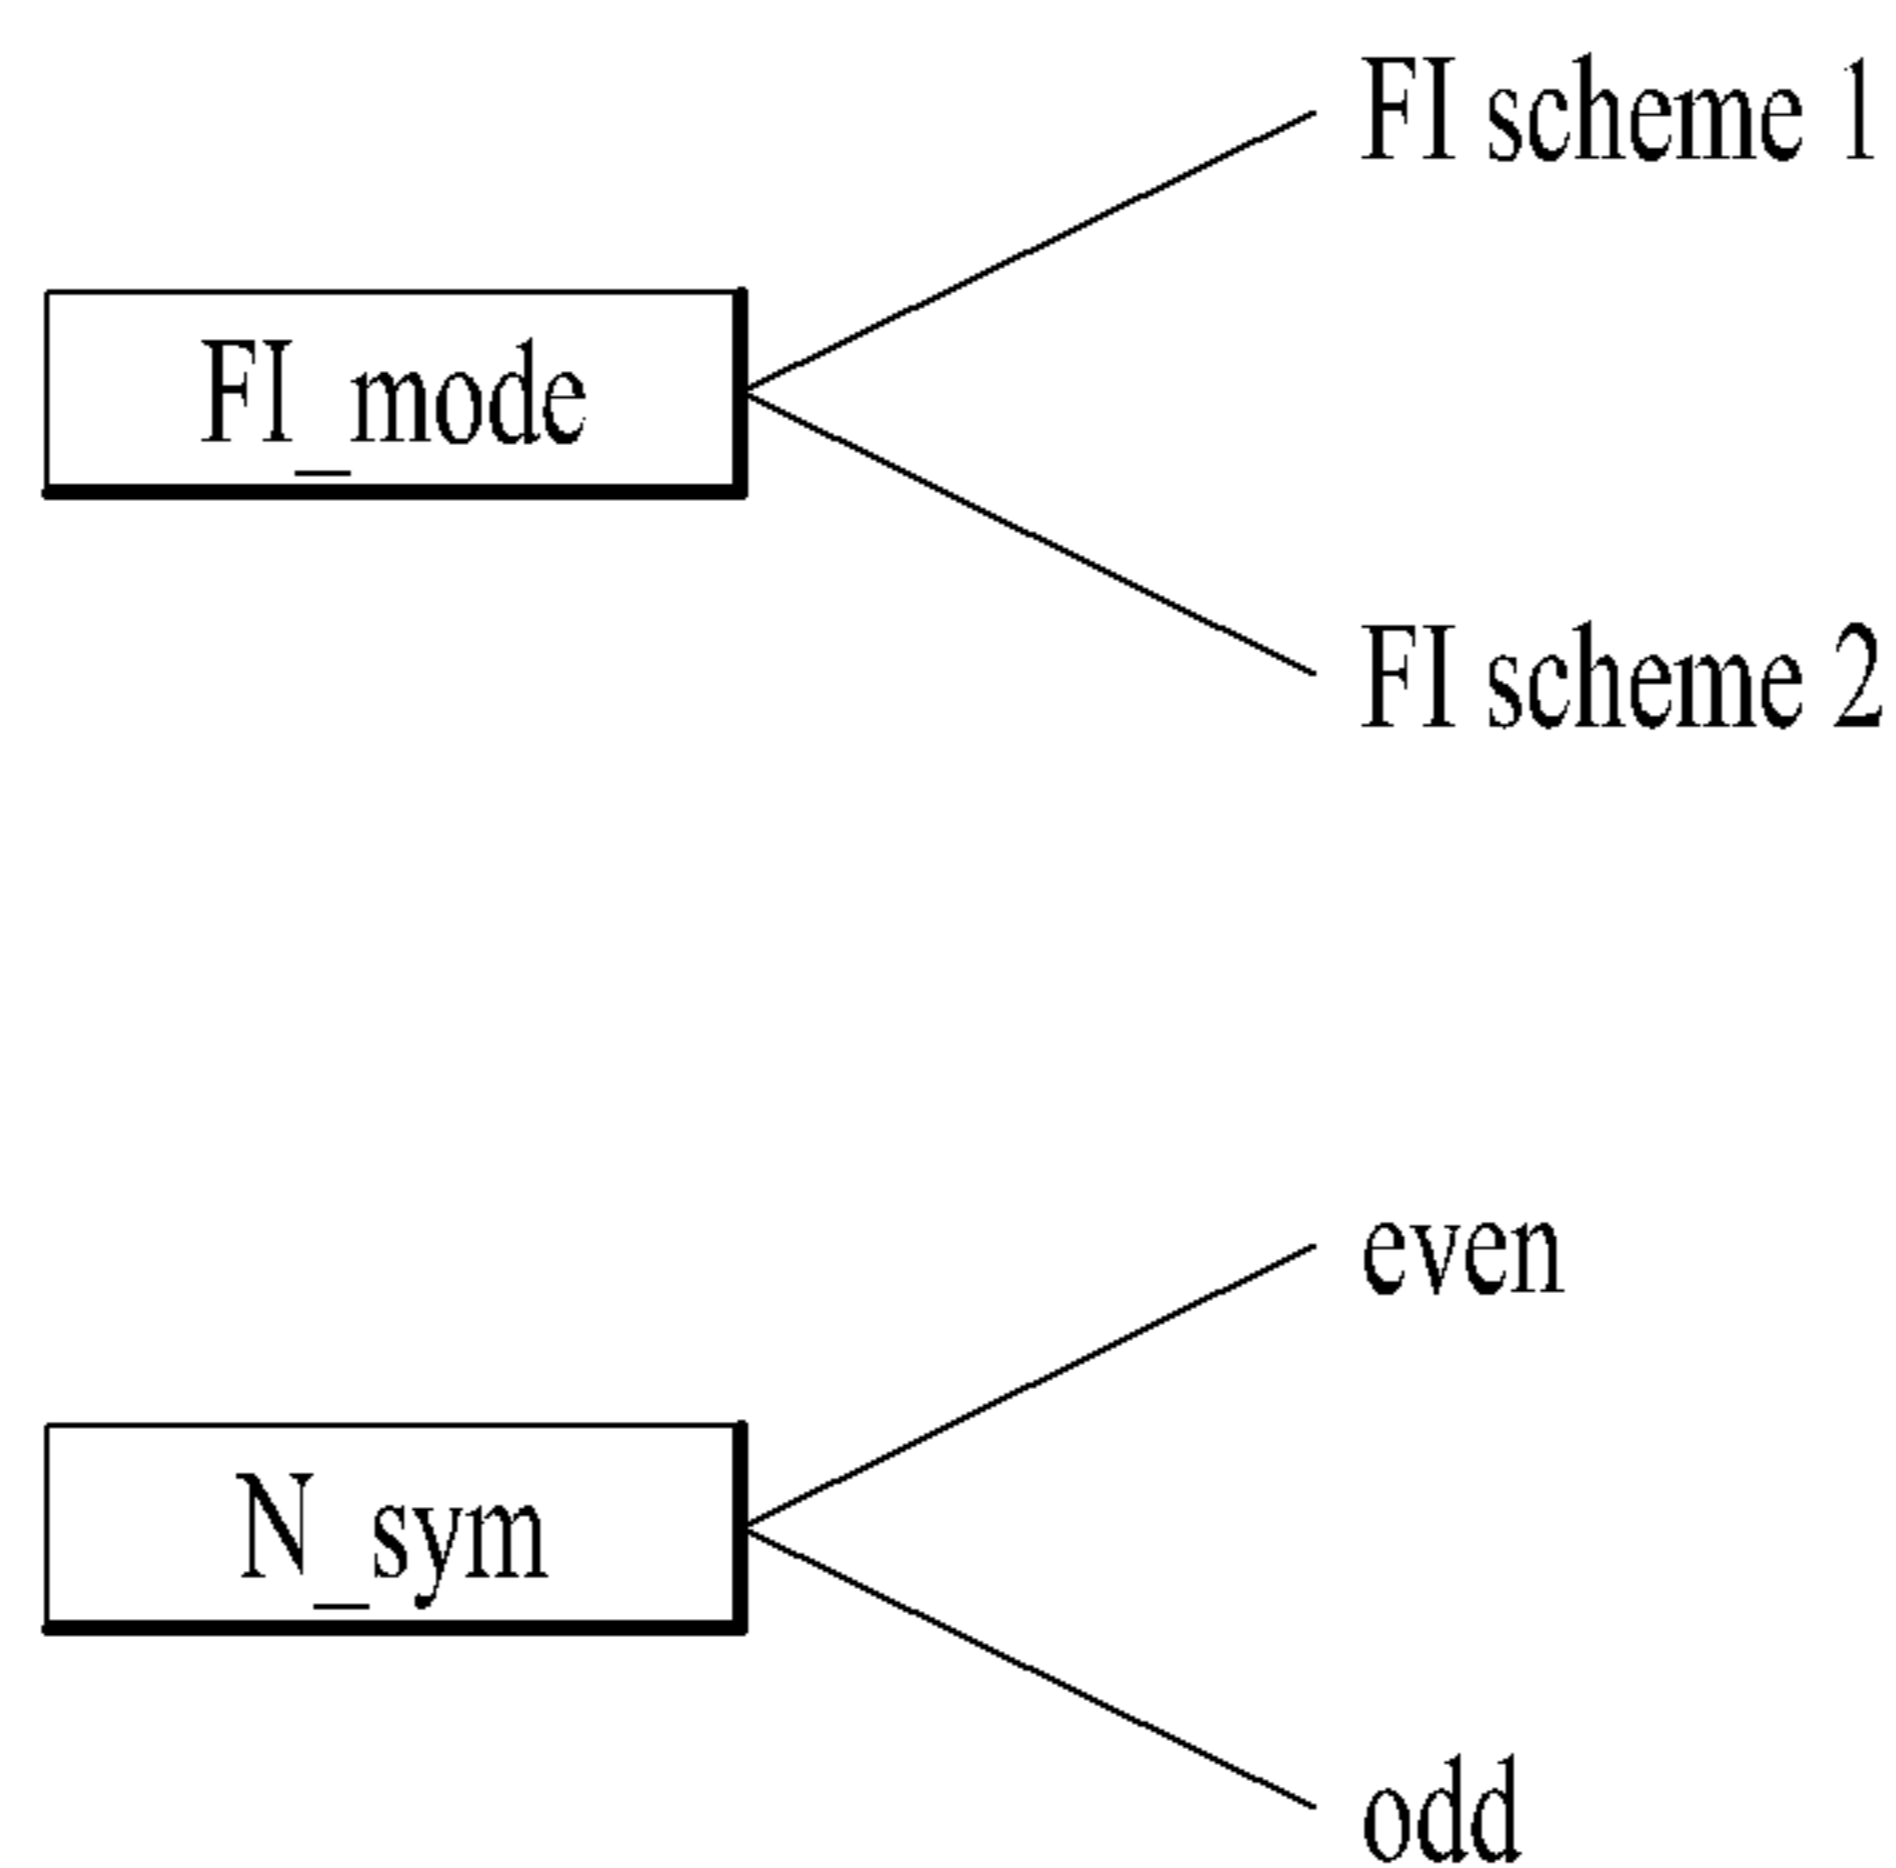 FI scheme 1
FI_mode
FI scheme 2
even
N_sym
odd